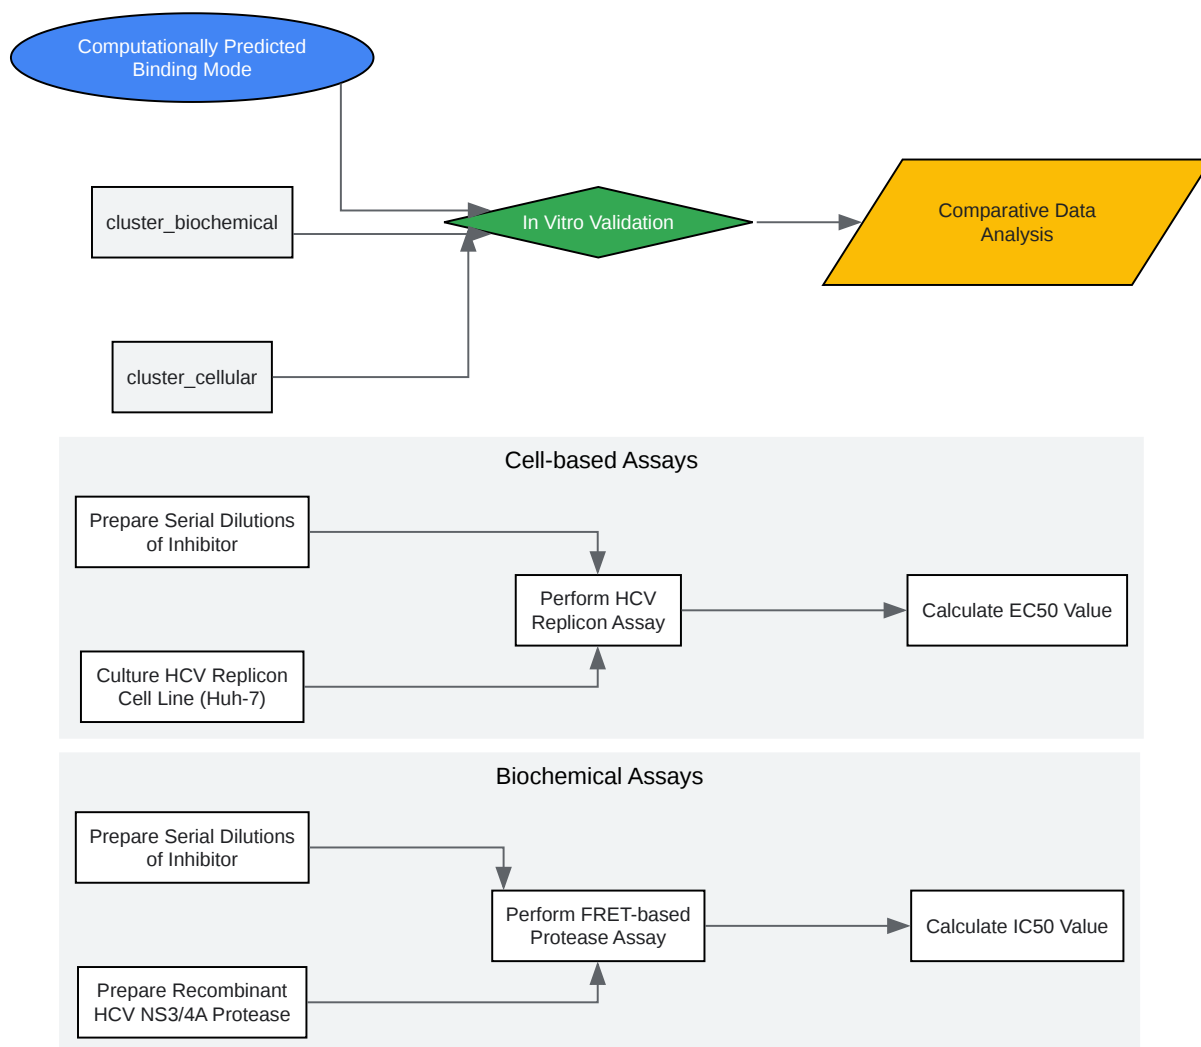 Computationally Predicted
Binding Mode
cluster_biochemical
In Vitro Validation
Comparative Data
Analysis
cluster_cellular
Cell-based Assays
Prepare Serial Dilutions
of Inhibitor
Perform HCV
Replicon Assay
Calculate EC50 Value
Culture HCV Replicon
Cell Line (Huh-7)
Biochemical Assays
Prepare Serial Dilutions
of Inhibitor
Perform FRET-based
Protease Assay
Calculate IC50 Value
Prepare Recombinant
HCV NS3/4A Protease